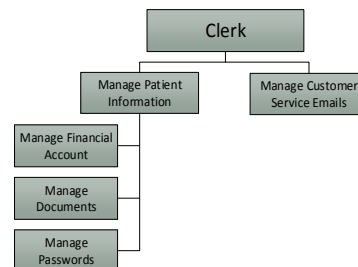 Clerk
Manage Patient
Information
Manage Customer
Service Emails
Manage Financial
Account
Manage
Documents
Manage
Passwords